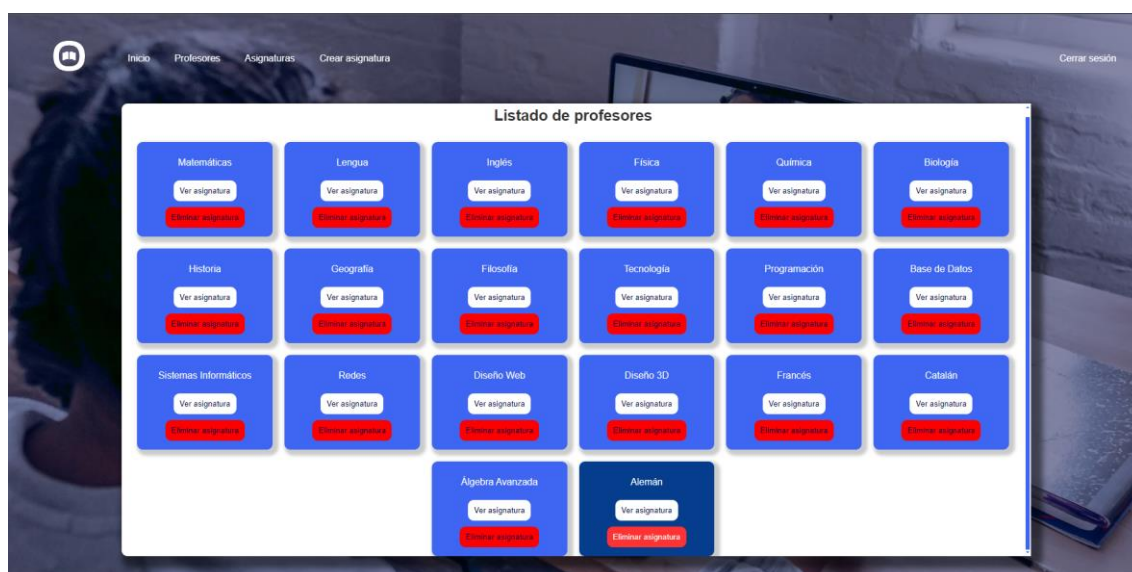 Inicio Profesores Asignaturas Crear asignatura Cerrar sesión
Listado de profesores
Matemáticas Lengua Inglés Física Química Biología
Ver asignatura Ver asignatura Ver asignatura Ver asignatura Ver asignatura Ver asignatura
Eliminar asignatura Eliminar asignatura Eliminar asignatura Eliminar asignatura Eliminar asignatura Eliminar asignatura
Historia Geografía Filosofía Tecnología Programación Base de Datos
Ver asignatura Ver asignatura Ver asignatura Ver asignatura Ver asignatura Ver asignatura
Eliminar asignatura Eliminar asignatura Eliminar asignatura Eliminar asignatura Eliminar asignatura Eliminar asignatura
Sistemas Informáticos Redes Diseño Web Diseño 3D Francés Catalán
Ver asignatura Ver asignatura Ver asignatura Ver asignatura Ver asignatura Ver asignatura
Eliminar asignatura Eliminar asignatura Eliminar asignatura Eliminar asignatura Eliminar asignatura Eliminar asignatura
Álgebra Avanzada Alemán
Ver asignatura Ver asignatura
Eliminar asignatura Eliminar asignatura